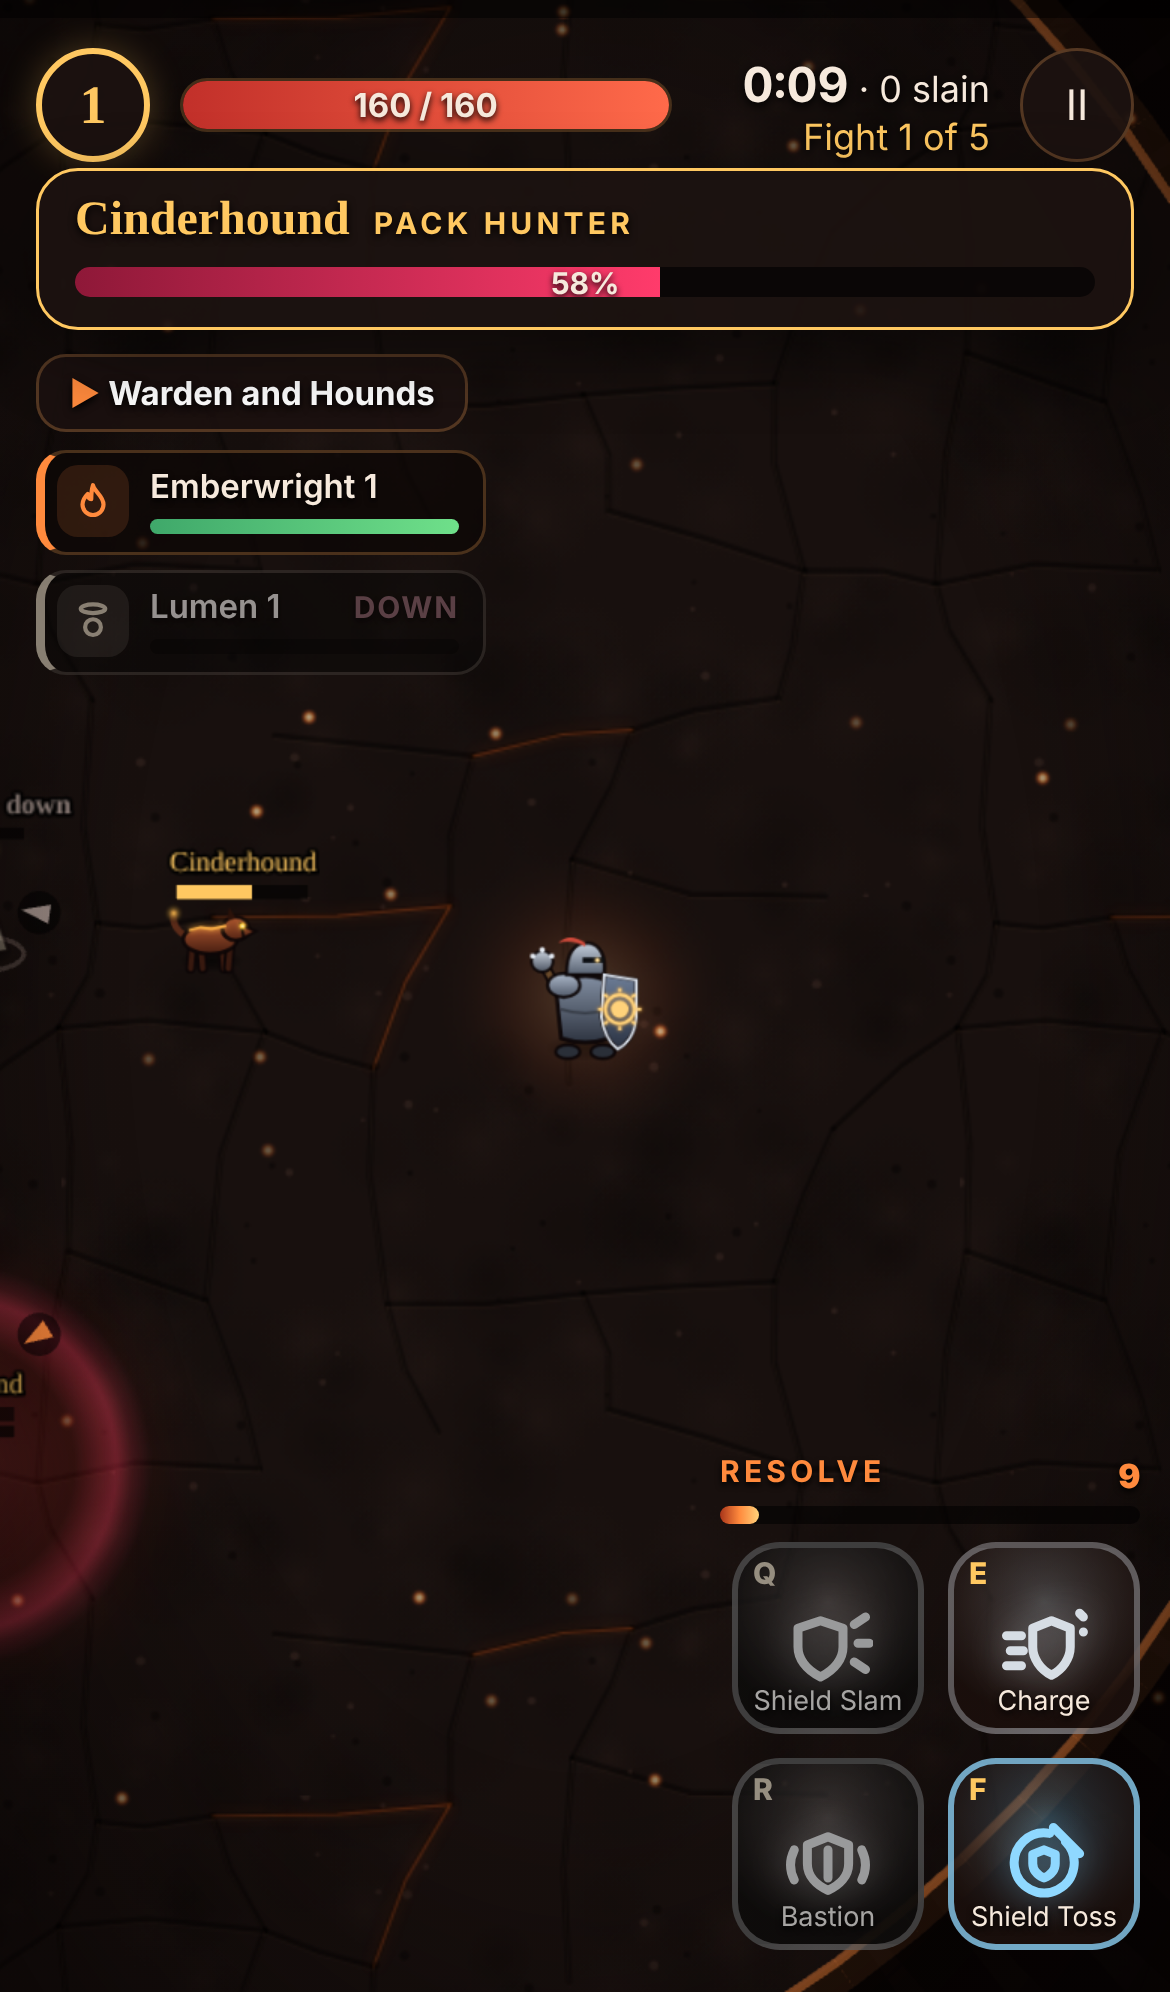 1
160 / 160
0:09 · 0 slain
Fight 1 of 5
Cinderhound PACK HUNTER
58%
Warden and Hounds
Emberwright 1
Lumen 1 DOWN
down
Cinderhound
nd
RESOLVE 9
Q
Shield Slam
E
Charge
R
Bastion
F
Shield Toss